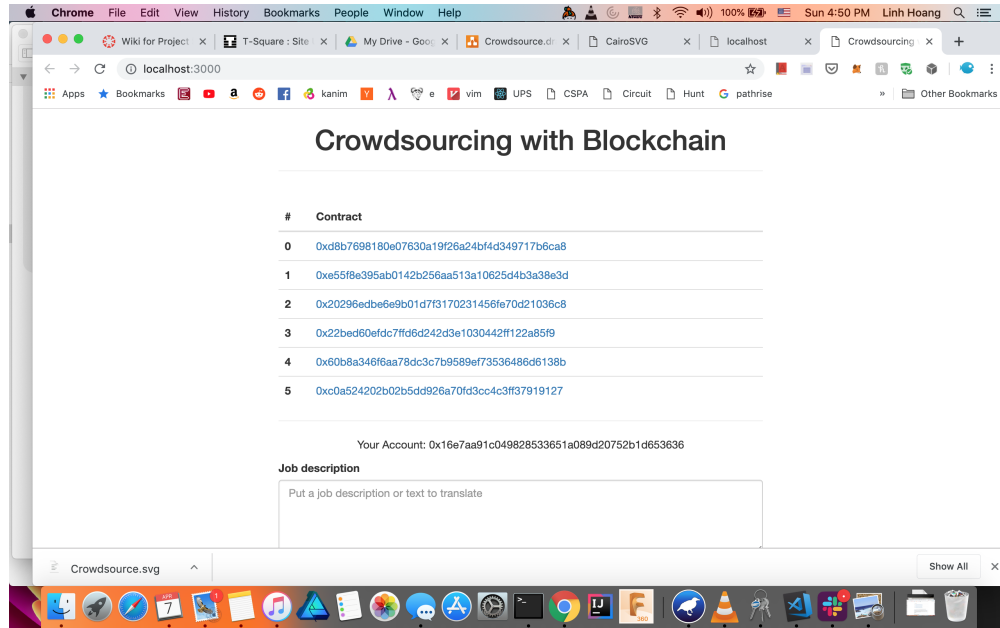 Chrome File Edit View History Bookmarks People Window Help 100% Sun 4:50 PM Linh Hoang
Wiki for Project T-Square : Site My Drive - Goog Crowdsource.dr CairoSVG localhost Crowdsourcing
localhost:3000
Apps Bookmarks kanim e vim UPS CSPA Circuit Hunt pathrise » Other Bookmarks
Crowdsourcing with Blockchain
# Contract
0 0xd8b7698180e07630a19f26a24bf4d349717b6ca8
1 0xe55f8e395ab0142b256aa513a10625d4b3a38e3d
2 0x20296edbe6e9b01d7f3170231456fe70d21036c8
3 0x22bed60efdc7ffd6d242d3e1030442ff122a85f9
4 0x60b8a346f6aa78dc3c7b9589ef73536486d6138b
5 0xc0a524202b02b5dd926a70fd3cc4c3ff37919127
Your Account: 0x16e7aa91c049828533651a089d20752b1d653636
Job description
Put a job description or text to translate
Crowdsource.svg Show All
APR
7 1 360